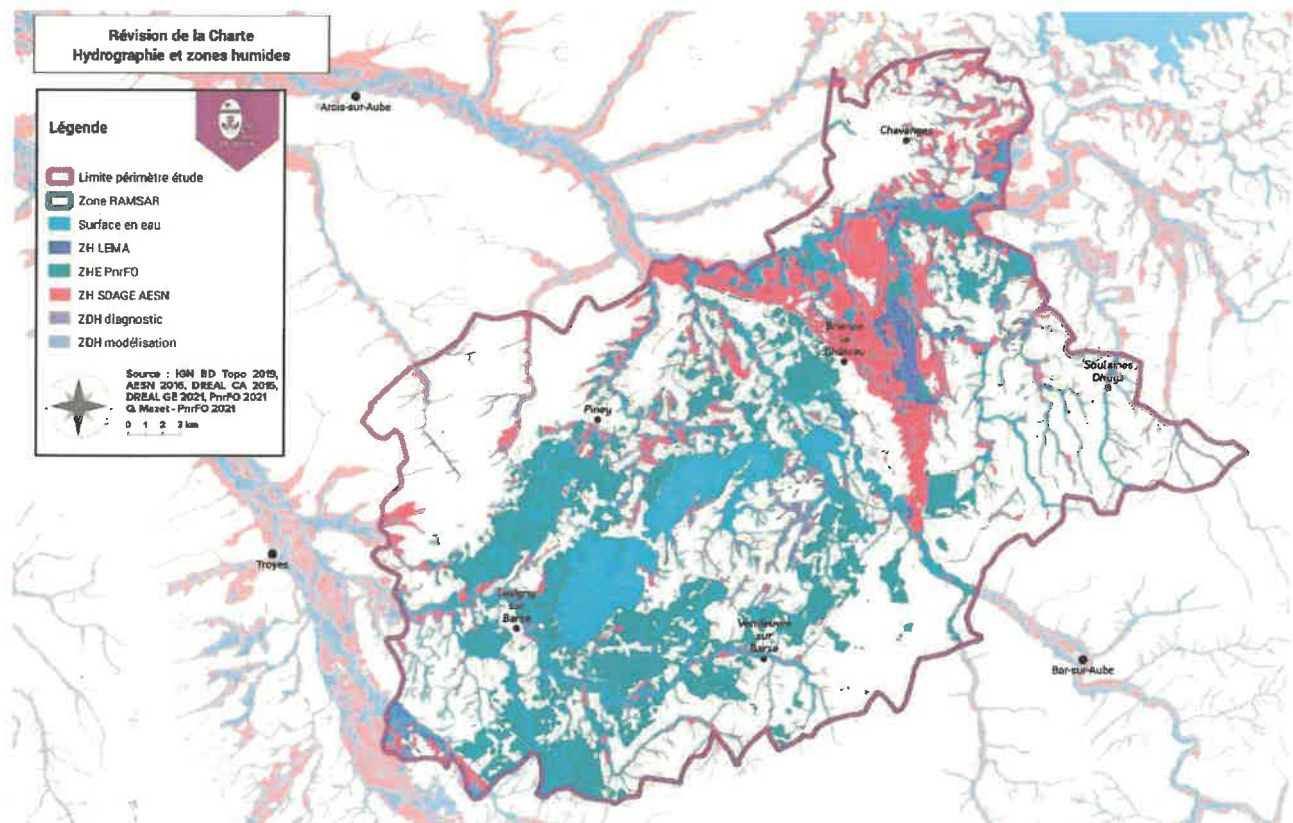 Révision de la Charte
Hydrographie et zones humides
Légende
Limite périmètre étude
Zone RAMSAR
Surface en eau
ZH LEMA
ZHE PnrFO
ZH SDAGE AESN
ZDH diagnostic
ZDH modélisation
Source : IGN BD Topo 2019,
AESN 2016, DREAL CA 2015,
DREAL GE 2021, PnrFO 2021
Q. Mazet - PnrFO 2021
0 1 2 3 km
Arcis-sur-Aube
Chavanges
Brienne
le
Château
Soulaines
Dhuys
Piney
Troyes
Lusigny
sur
Barse
Vendeuvre
sur
Barse
Bar-sur-Aube